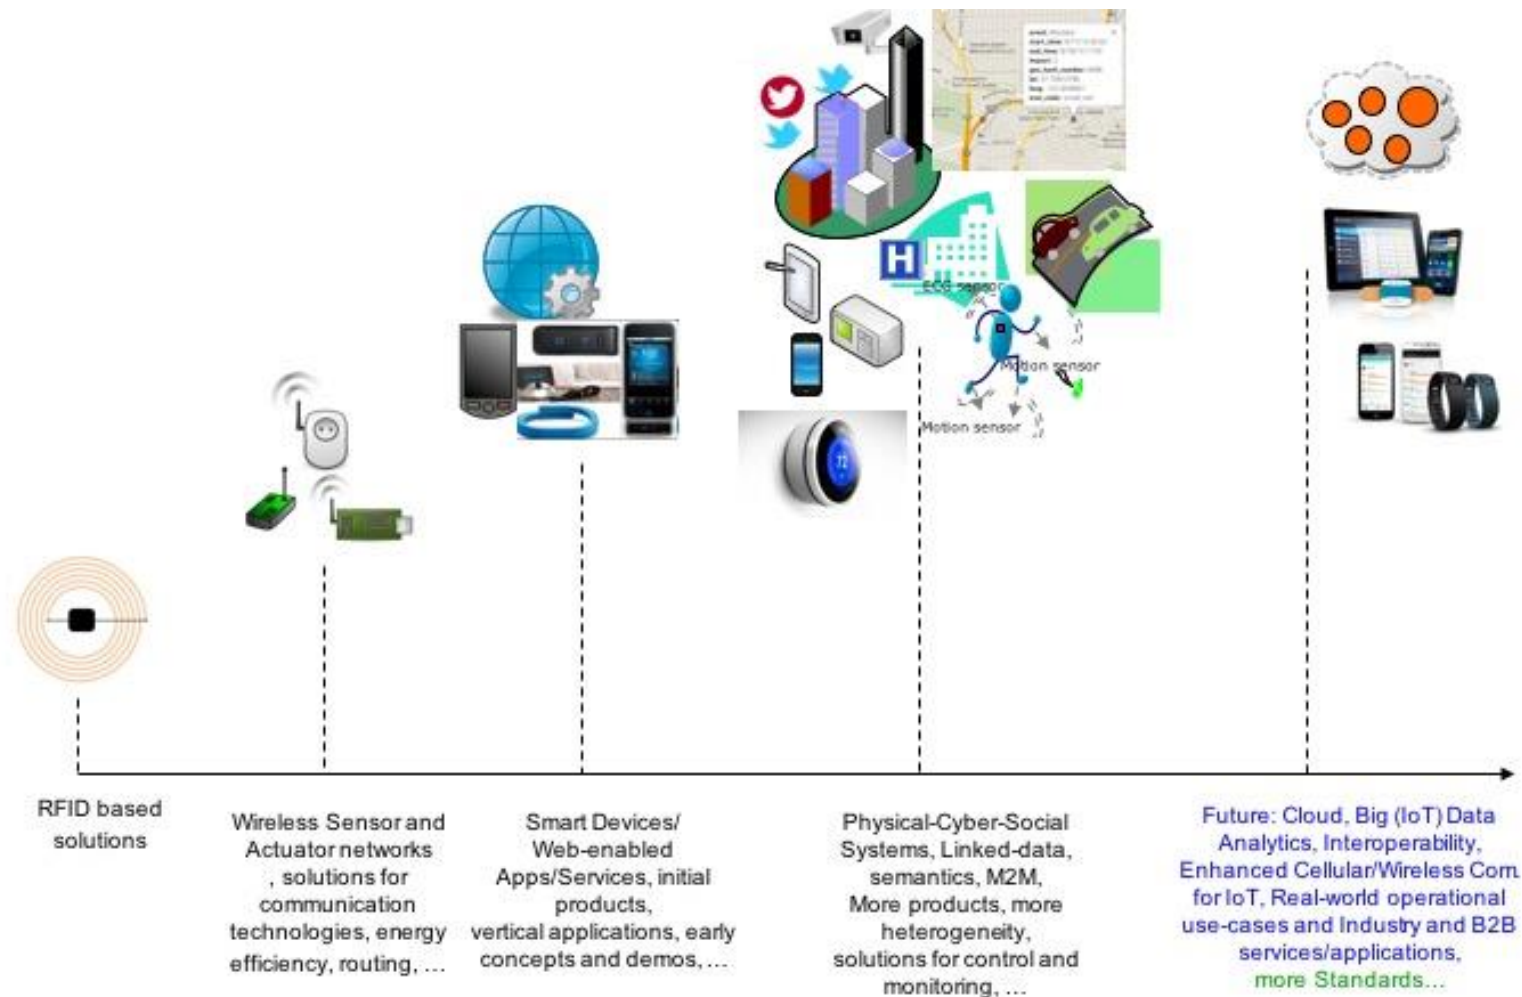 H
ECG sensor
Motion sensor
Motion sensor
72
RFID based
solutions
Wireless Sensor and
Actuator networks
, solutions for
communication
technologies, energy
efficiency, routing, …
Smart Devices/
Web-enabled
Apps/Services, initial
products,
vertical applications, early
concepts and demos, …
Physical-Cyber-Social
Systems, Linked-data,
semantics, M2M,
More products, more
heterogeneity,
solutions for control and
monitoring, …
Future: Cloud, Big (IoT) Data
Analytics, Interoperability,
Enhanced Cellular/Wireless Com.
for IoT, Real-world operational
use-cases and Industry and B2B
services/applications,
more Standards…